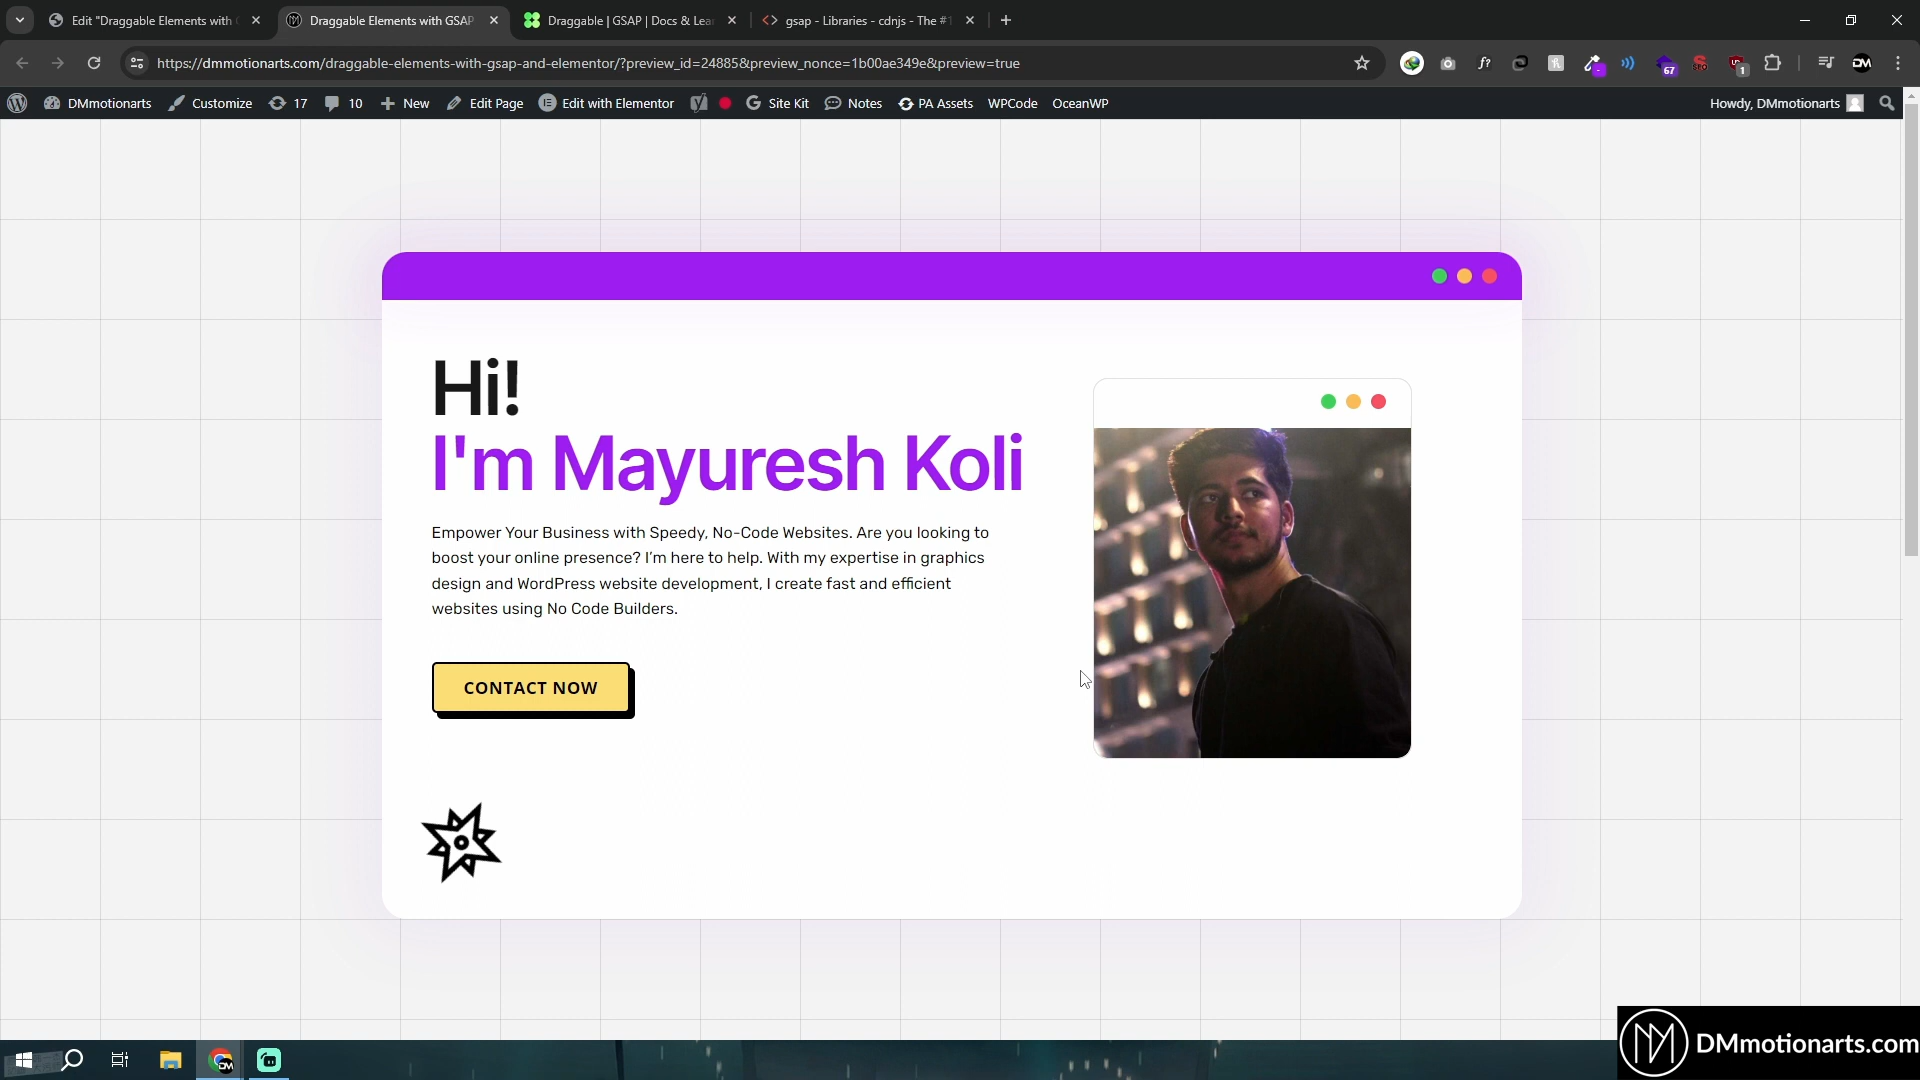 Edit "Draggable Elements with
Draggable Elements with GSAP
Draggable | GSAP | Docs & Lea
gsap - Libraries - cdnjs - The #1
https://dmmotionarts.com/draggable-elements-with-gsap-and-elementor/?preview_id=24885&preview_nonce=1b00ae349e&preview=true
67
1
DM
DMmotionarts
Customize
17
10
New
Edit Page
Edit with Elementor
Site Kit
Notes
PA Assets
WPCode
OceanWP
Howdy, DMmotionarts
Hi!
I'm Mayuresh Koli
Empower Your Business with Speedy, No-Code Websites. Are you looking to
boost your online presence? I'm here to help. With my expertise in graphics
design and WordPress website development, I create fast and efficient
websites using No Code Builders.
CONTACT NOW
DM
DMmotionarts.com